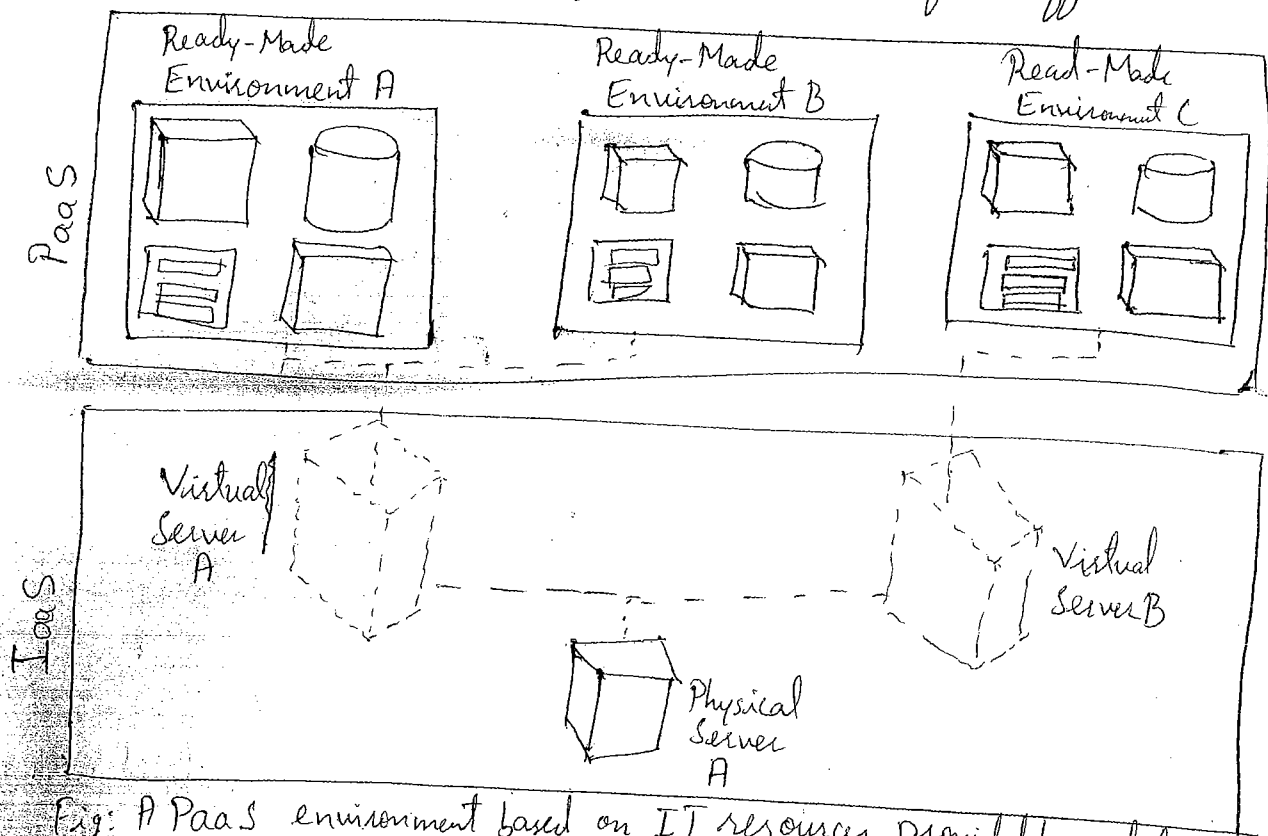 Ready-Made
Environment A
Ready-Made
Environment B
Read-Made
Environment C
PaaS
Virtual
Server
A
Virtual
Server B
IaaS
Physical
Server
A
Fig: A PaaS environment based on IT resources